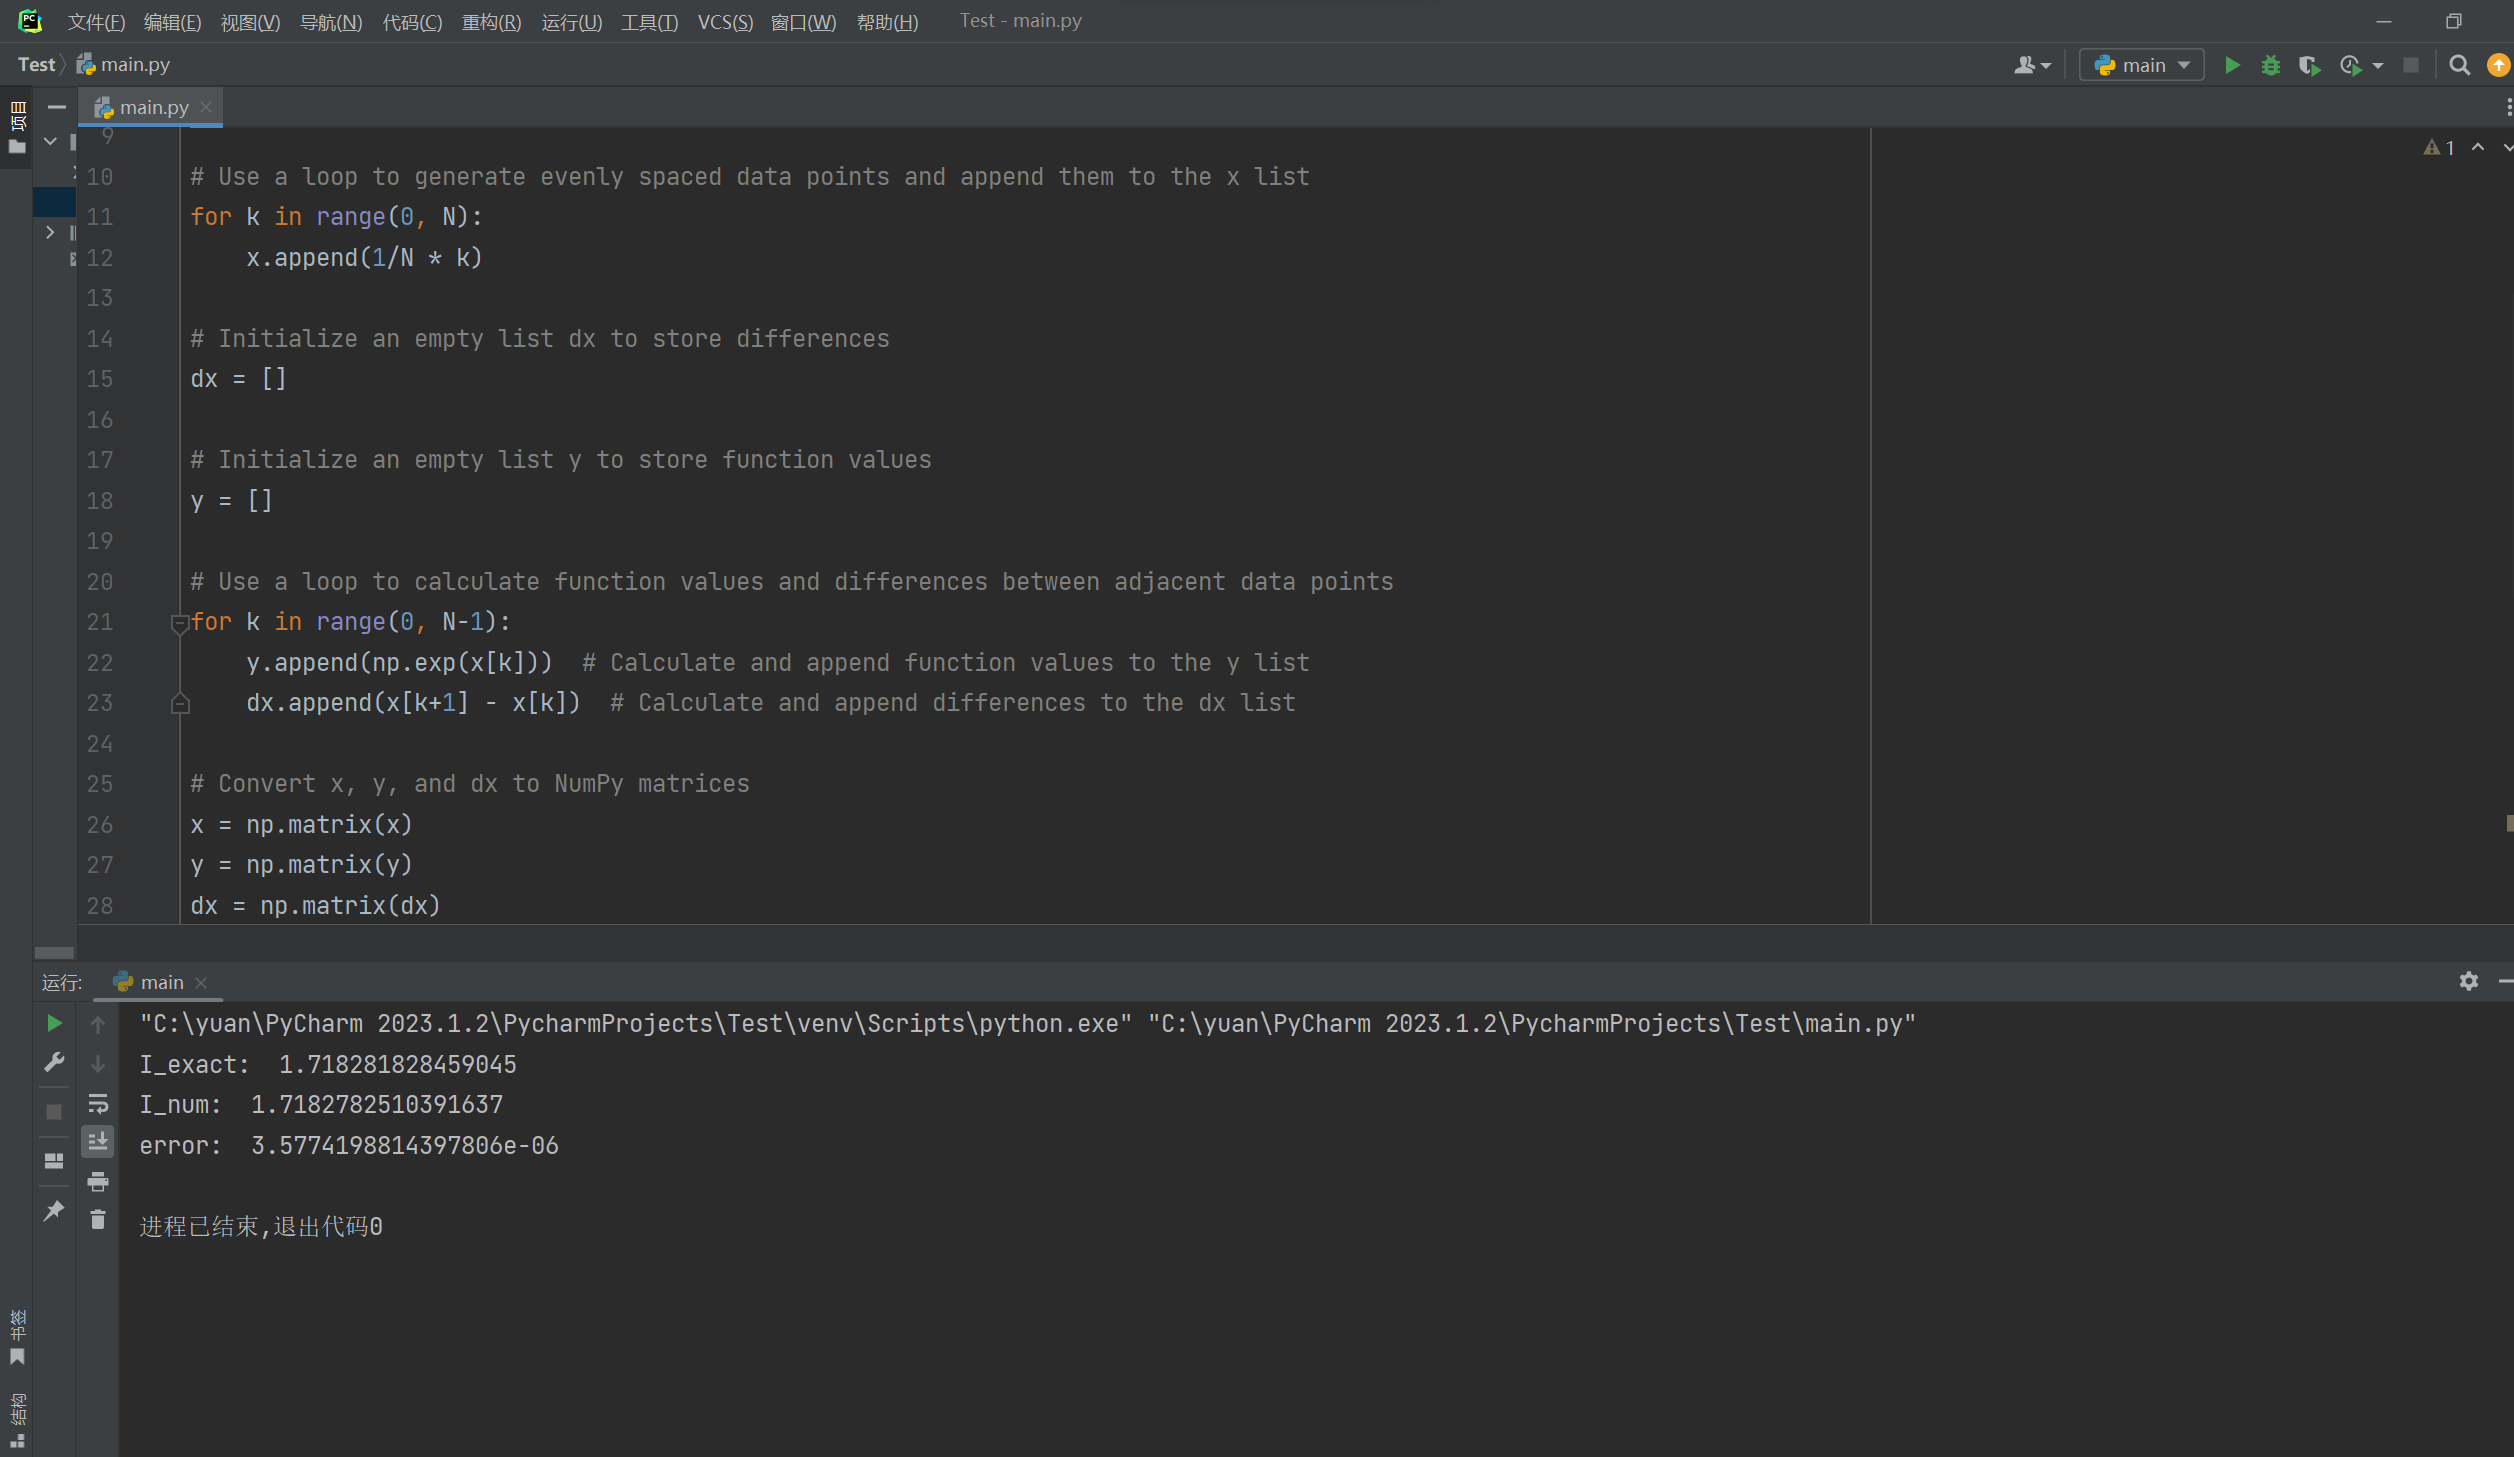 文件(F) 编辑(E) 视图(V) 导航(N) 代码(C) 重构(R) 运行(U) 工具(T) VCS(S) 窗口(W) 帮助(H) Test - main.py
Test main.py main
项目 main.py 1
9
10 # Use a loop to generate evenly spaced data points and append them to the x list
11 for k in range(0, N):
12     x.append(1/N * k)
13
14 # Initialize an empty list dx to store differences
15 dx = []
16
17 # Initialize an empty list y to store function values
18 y = []
19
20 # Use a loop to calculate function values and differences between adjacent data points
21 for k in range(0, N-1):
22     y.append(np.exp(x[k]))  # Calculate and append function values to the y list
23     dx.append(x[k+1] - x[k])  # Calculate and append differences to the dx list
24
25 # Convert x, y, and dx to NumPy matrices
26 x = np.matrix(x)
27 y = np.matrix(y)
28 dx = np.matrix(dx)
运行: main
"C:\yuan\PyCharm 2023.1.2\PycharmProjects\Test\venv\Scripts\python.exe" "C:\yuan\PyCharm 2023.1.2\PycharmProjects\Test\main.py"
I_exact:  1.718281828459045
I_num:  1.7182782510391637
error:  3.5774198814397806e-06
进程已结束,退出代码0
书签
结构